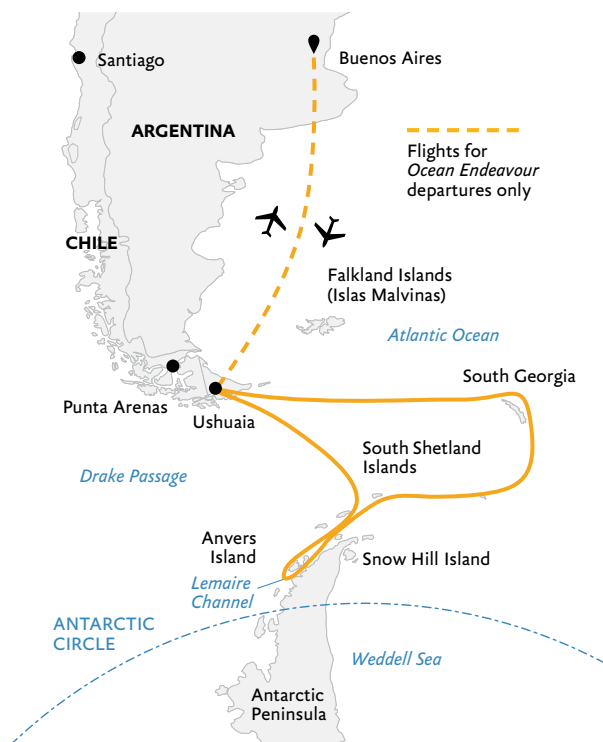 Santiago
Buenos Aires
ARGENTINA
Flights for
Ocean Endeavour
departures only
CHILE
Falkland Islands
(Islas Malvinas)
Atlantic Ocean
South Georgia
Punta Arenas
Ushuaia
South Shetland
Islands
Drake Passage
Anvers
Island
Snow Hill Island
Lemaire
Channel
ANTARCTIC
CIRCLE
Weddell Sea
Antarctic
Peninsula